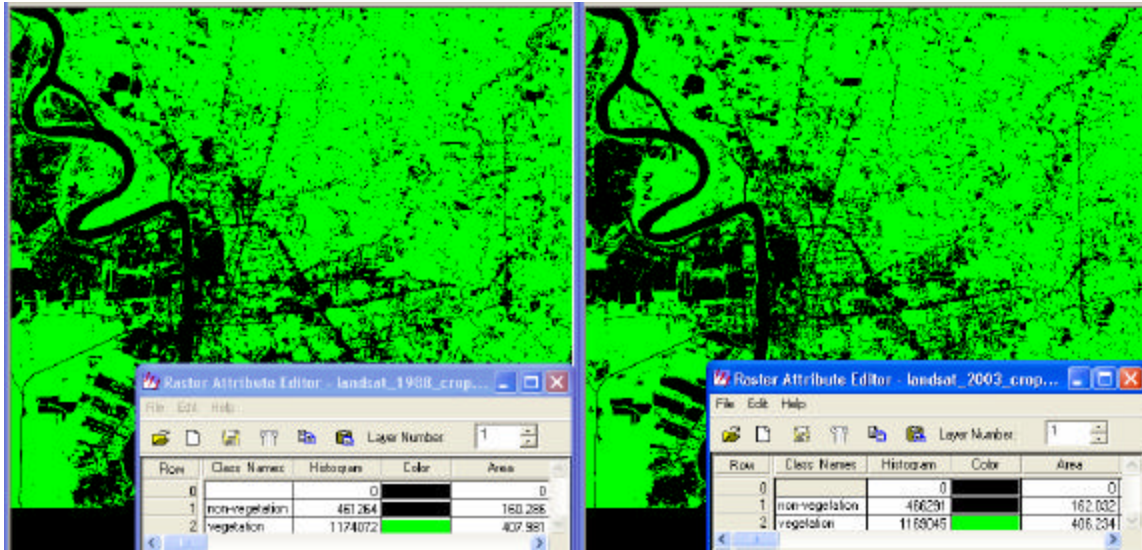 Raster Attribute Editor - landsat_1988_crop...
File Edit Help
Layer Number: 1
Row Class Names Histogram Color Area
0 0 0
1 non-vegetation 461264 160.286
2 vegetation 1174072 407.981
Raster Attribute Editor - landsat_2003_crop...
File Edit Help
Layer Number: 1
Row Class Names Histogram Color Area
0 0 0
1 non-vegetation 466291 162.032
2 vegetation 1169045 406.234